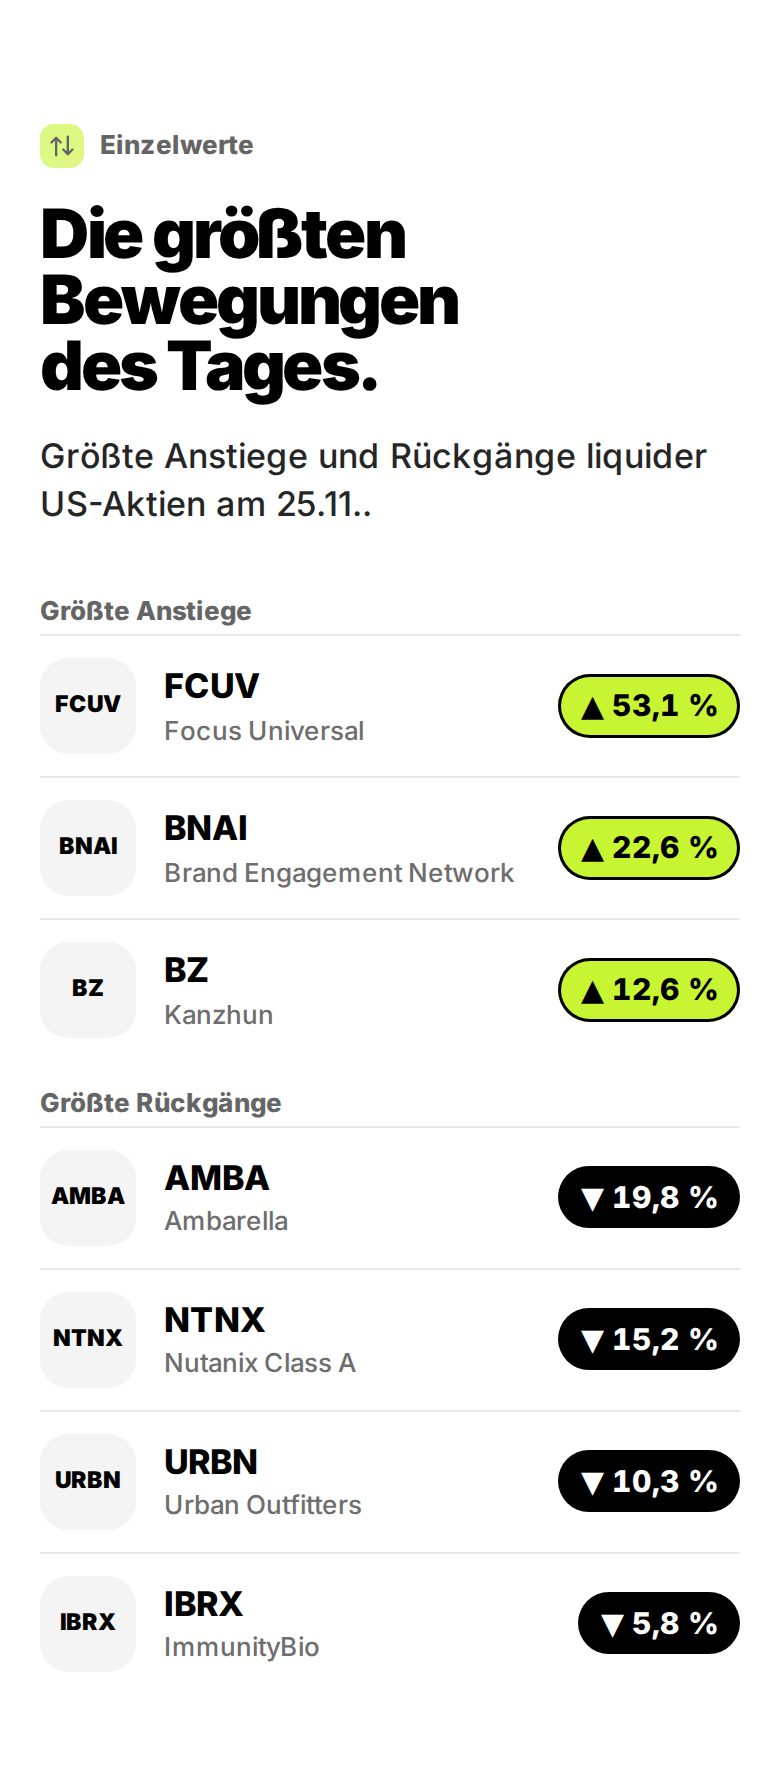 Einzelwerte
Die größten
Bewegungen
des Tages.
Größte Anstiege und Rückgänge liquider
US-Aktien am 25.11..
Größte Anstiege
FCUV
FCUV
Focus Universal
▲ 53,1 %
BNAI
BNAI
Brand Engagement Network
▲ 22,6 %
BZ
BZ
Kanzhun
▲ 12,6 %
Größte Rückgänge
AMBA
AMBA
Ambarella
▼ 19,8 %
NTNX
NTNX
Nutanix Class A
▼ 15,2 %
URBN
URBN
Urban Outfitters
▼ 10,3 %
IBRX
IBRX
ImmunityBio
▼ 5,8 %